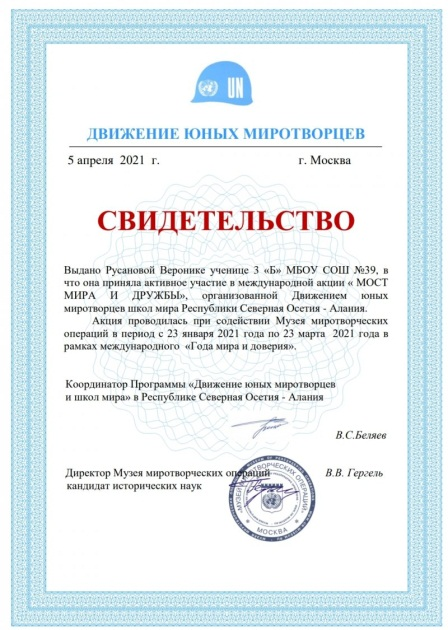 UN
ДВИЖЕНИЕ ЮНЫХ МИРОТВОРЦЕВ
5 апреля 2021 г. г. Москва
СВИДЕТЕЛЬСТВО
Выдано Русановой Веронике ученице 3 «Б» МБОУ СОШ №39, в
что она приняла активное участие в международной акции « МОСТ
МИРА И ДРУЖБЫ», организованной Движением юных
миротворцев школ мира Республики Северная Осетия - Алания.
Акция проводилась при содействии Музея миротворческих
операций в период с 23 января 2021 года по 23 марта 2021 года в
рамках международного «Года мира и доверия».
Координатор Программы «Движение юных миротворцев
и школ мира» в Республике Северная Осетия - Алания
В.С.Беляев
Директор Музея миротворческих операций В.В. Гергель
кандидат исторических наук
МУЗЕЙ МИРОТВОРЧЕСКИХ ОПЕРАЦИЙ
МОСКВА